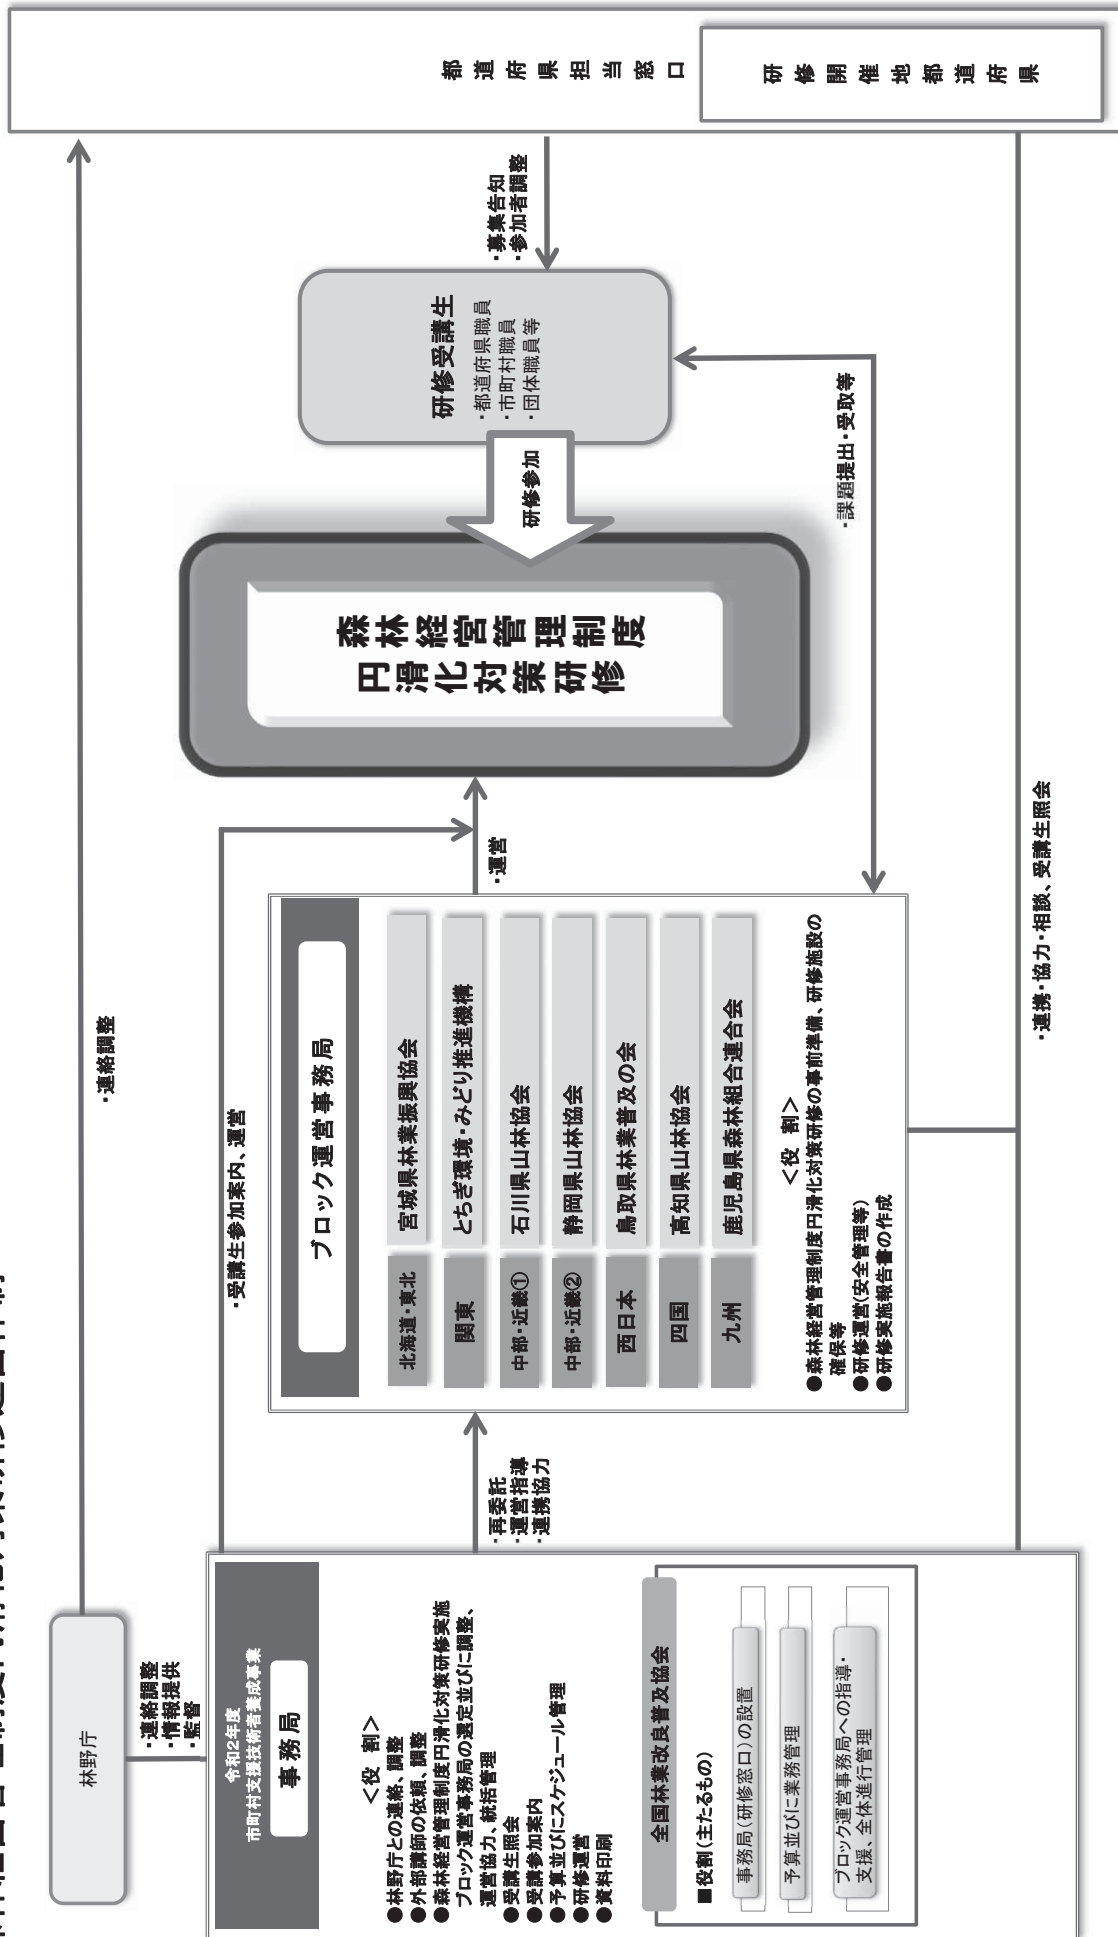 林野庁
・連絡調整
・情報提供
・監督
・連絡調整
令和2年度
市町村支援技術者養成事業
事務局
＜役 割＞
●林野庁との連絡、調整
●外部講師の依頼、調整
●森林経営管理制度円滑化対策研修実施
ブロック運営事務局の選定並びに調整、
運営協力、統括管理
●受講生照会
●受講参加案内
●予算並びにスケジュール管理
●研修運営
●資料印刷
全国林業改良普及協会
■役割（主たるもの）
事務局（研修窓口）の設置
予算並びに業務管理
ブロック運営事務局への指導・
支援、全体進行管理
・受講生参加案内、運営
・再委託
・運営指導
・連携協力
ブロック運営事務局
北海道・東北 宮城県林業振興協会
関東 とちぎ環境・みどり推進機構
中部・近畿① 石川県山林協会
中部・近畿② 静岡県山林協会
西日本 鳥取県林業普及の会
四国 高知県山林協会
九州 鹿児島県森林組合連合会
＜役 割＞
●森林経営管理制度円滑化対策研修の事前準備、研修施設の
確保等
●研修運営（安全管理等）
●研修実施報告書の作成
・運営
森林経営管理制度
円滑化対策研修
研修参加
研修受講生
・都道府県職員
・市町村職員
・団体職員等
・募集告知
・参加者調整
・課題提出・受取等
・連携・協力・相談、受講生照会
都道府県担当窓口
研修開催地都道府県